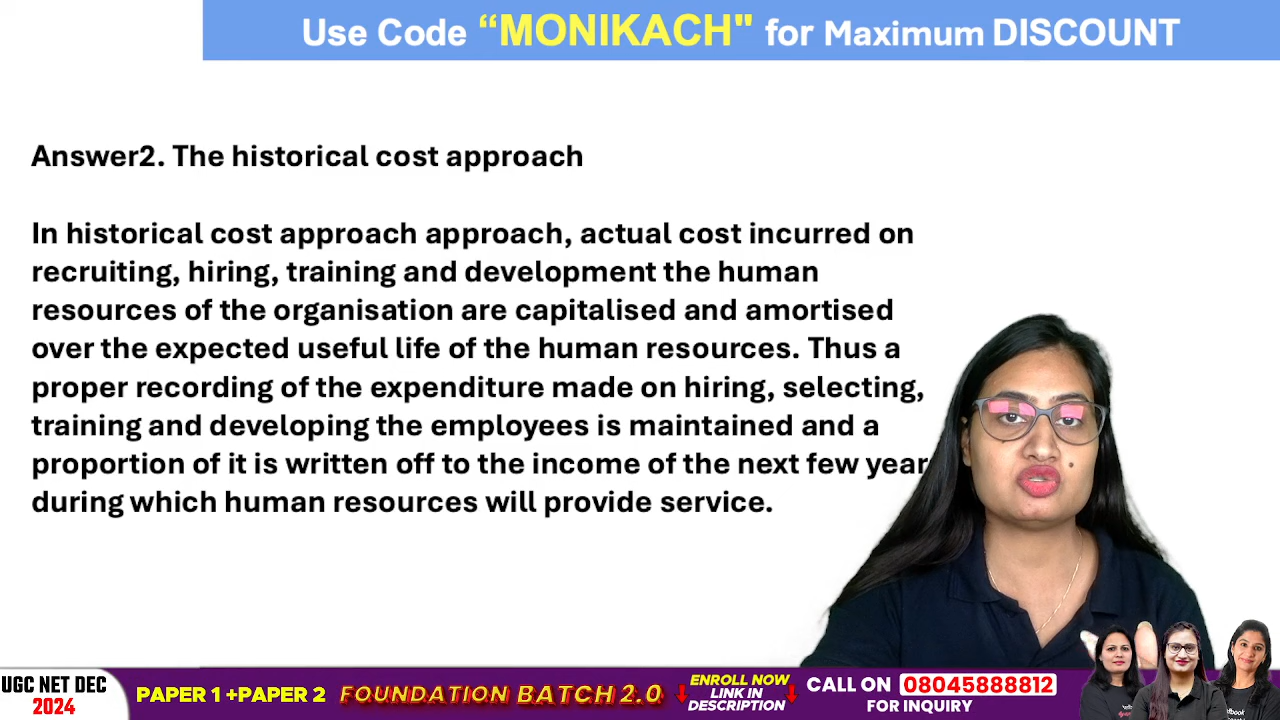 Use Code “MONIKACH" for Maximum DISCOUNT
Answer2. The historical cost approach
In historical cost approach approach, actual cost incurred on
recruiting, hiring, training and development the human
resources of the organisation are capitalised and amortised
over the expected useful life of the human resources. Thus a
proper recording of the expenditure made on hiring, selecting,
training and developing the employees is maintained and a
proportion of it is written off to the income of the next few year
during which human resources will provide service.
UGC NET DEC
2024
PAPER 1 +PAPER 2
FOUNDATION BATCH 2.0
ENROLL NOW
LINK IN
DESCRIPTION
CALL ON 08045888812
FOR INQUIRY